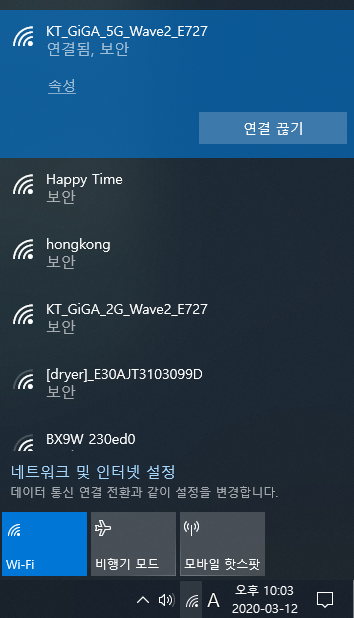 KT_GiGA_5G_Wave2_E727
연결됨, 보안
속성
연결 끊기
Happy Time
보안
hongkong
보안
KT_GiGA_2G_Wave2_E727
보안
[dryer]_E30AJT3103099D
보안
BX9W 230ed0
네트워크 및 인터넷 설정
데이터 통신 연결 전환과 같이 설정을 변경합니다.
Wi-Fi
비행기 모드
모바일 핫스팟
A
오후 10:03
2020-03-12